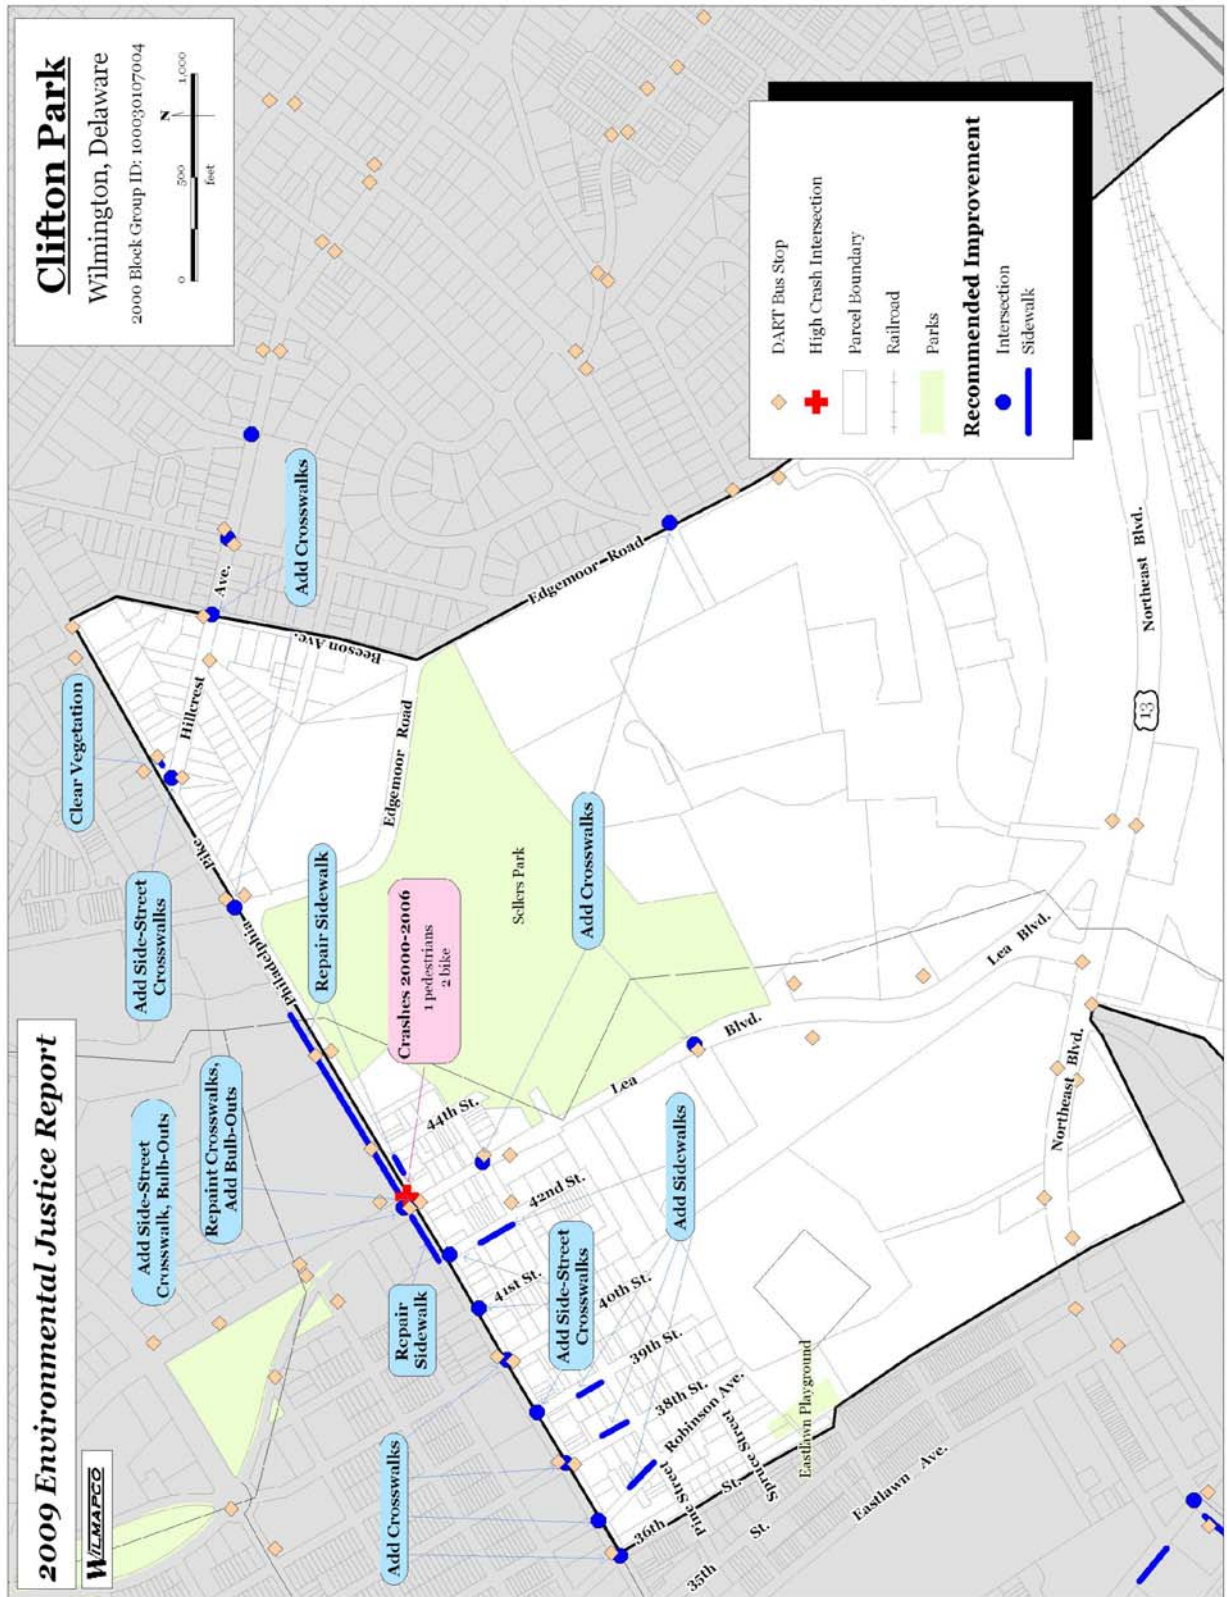 2009 Environmental Justice Report
WILMAPCO
Clifton Park
Wilmington, Delaware
2000 Block Group ID: 100030107004
N
0
500
1,000
feet
Clear Vegetation
Add Side-Street
Crosswalks
Add Side-Street
Crosswalk, Bulb-Outs
Repaint Crosswalks,
Add Bulb-Outs
Add Crosswalks
Repair Sidewalk
Crashes 2000-2006
1 pedestrians
2 bike
Repair
Sidewalk
Add Crosswalks
Add Side-Street
Crosswalks
Add Crosswalks
Add Sidewalks
Philadelphia
Pike
Hillcrest
Ave.
Beeson Ave.
Edgemoor Road
Edgemoor Road
Sellers Park
Lea
Blvd.
Lea Blvd.
Northeast Blvd.
Northeast Blvd.
13
44th St.
42nd St.
41st St.
40th St.
39th St.
38th St.
Robinson Ave.
36th
St.
Pine Street
Spruce Street
35th
St.
Eastlawn Playground
Eastlawn Ave.
DART Bus Stop
High Crash Intersection
Parcel Boundary
Railroad
Parks
Recommended Improvement
Intersection
Sidewalk